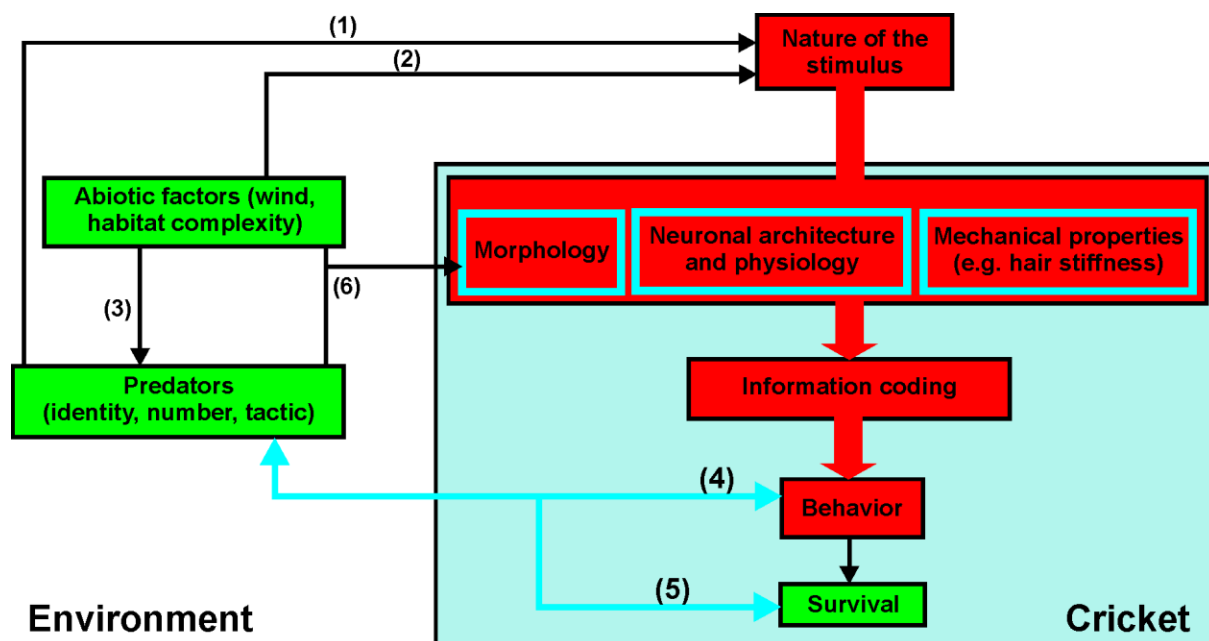 (1)
Nature of the
stimulus
(2)
Abiotic factors (wind,
habitat complexity)
Morphology
Neuronal architecture
and physiology
Mechanical properties
(e.g. hair stiffness)
(6)
(3)
Predators
(identity, number, tactic)
Information coding
(4)
Behavior
(5)
Survival
Environment
Cricket